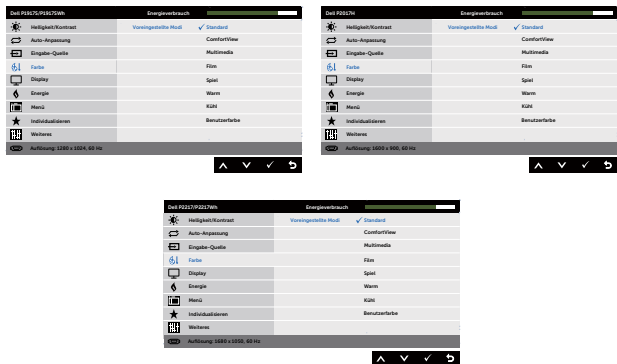 Dell P1917S/P1917SWh Energieverbrauch
Helligkeit/Kontrast Voreingestellte Modi ✓ Standard
Auto-Anpassung ComfortView
Eingabe-Quelle Multimedia
Farbe Film
Display Spiel
Energie Warm
Menü Kühl
Individualisieren Benutzerfarbe
Weiteres
Auflösung: 1280 x 1024, 60 Hz
Dell P2017H Energieverbrauch
Helligkeit/Kontrast Voreingestellte Modi ✓ Standard
Auto-Anpassung ComfortView
Eingabe-Quelle Multimedia
Farbe Film
Display Spiel
Energie Warm
Menü Kühl
Individualisieren Benutzerfarbe
Weiteres
Auflösung: 1600 x 900, 60 Hz
Dell P2217/P2217Wh Energieverbrauch
Helligkeit/Kontrast Voreingestellte Modi ✓ Standard
Auto-Anpassung ComfortView
Eingabe-Quelle Multimedia
Farbe Film
Display Spiel
Energie Warm
Menü Kühl
Individualisieren Benutzerfarbe
Weiteres
Auflösung: 1680 x 1050, 60 Hz